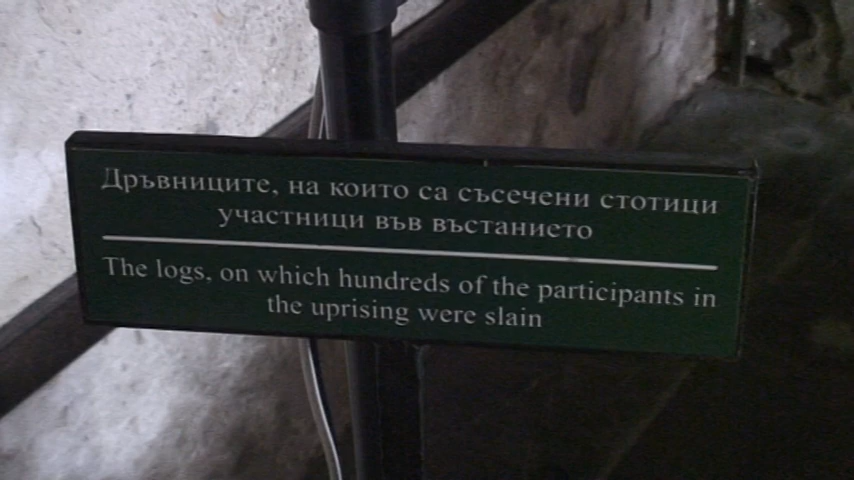 Дръвниците, на които са съсечени стотици
участници във въстанието
The logs, on which hundreds of the participants in
the uprising were slain